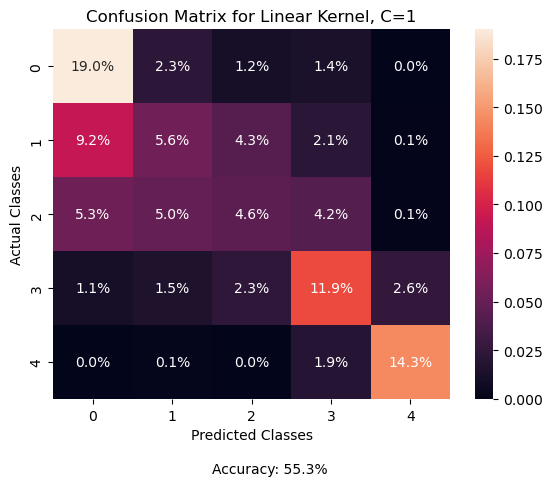 Confusion Matrix for Linear Kernel, C=1
0 19.0% 2.3% 1.2% 1.4% 0.0%
1 9.2% 5.6% 4.3% 2.1% 0.1%
2 5.3% 5.0% 4.6% 4.2% 0.1%
3 1.1% 1.5% 2.3% 11.9% 2.6%
4 0.0% 0.1% 0.0% 1.9% 14.3%
0 1 2 3 4
Actual Classes
Predicted Classes
Accuracy: 55.3%
0.175
0.150
0.125
0.100
0.075
0.050
0.025
0.000